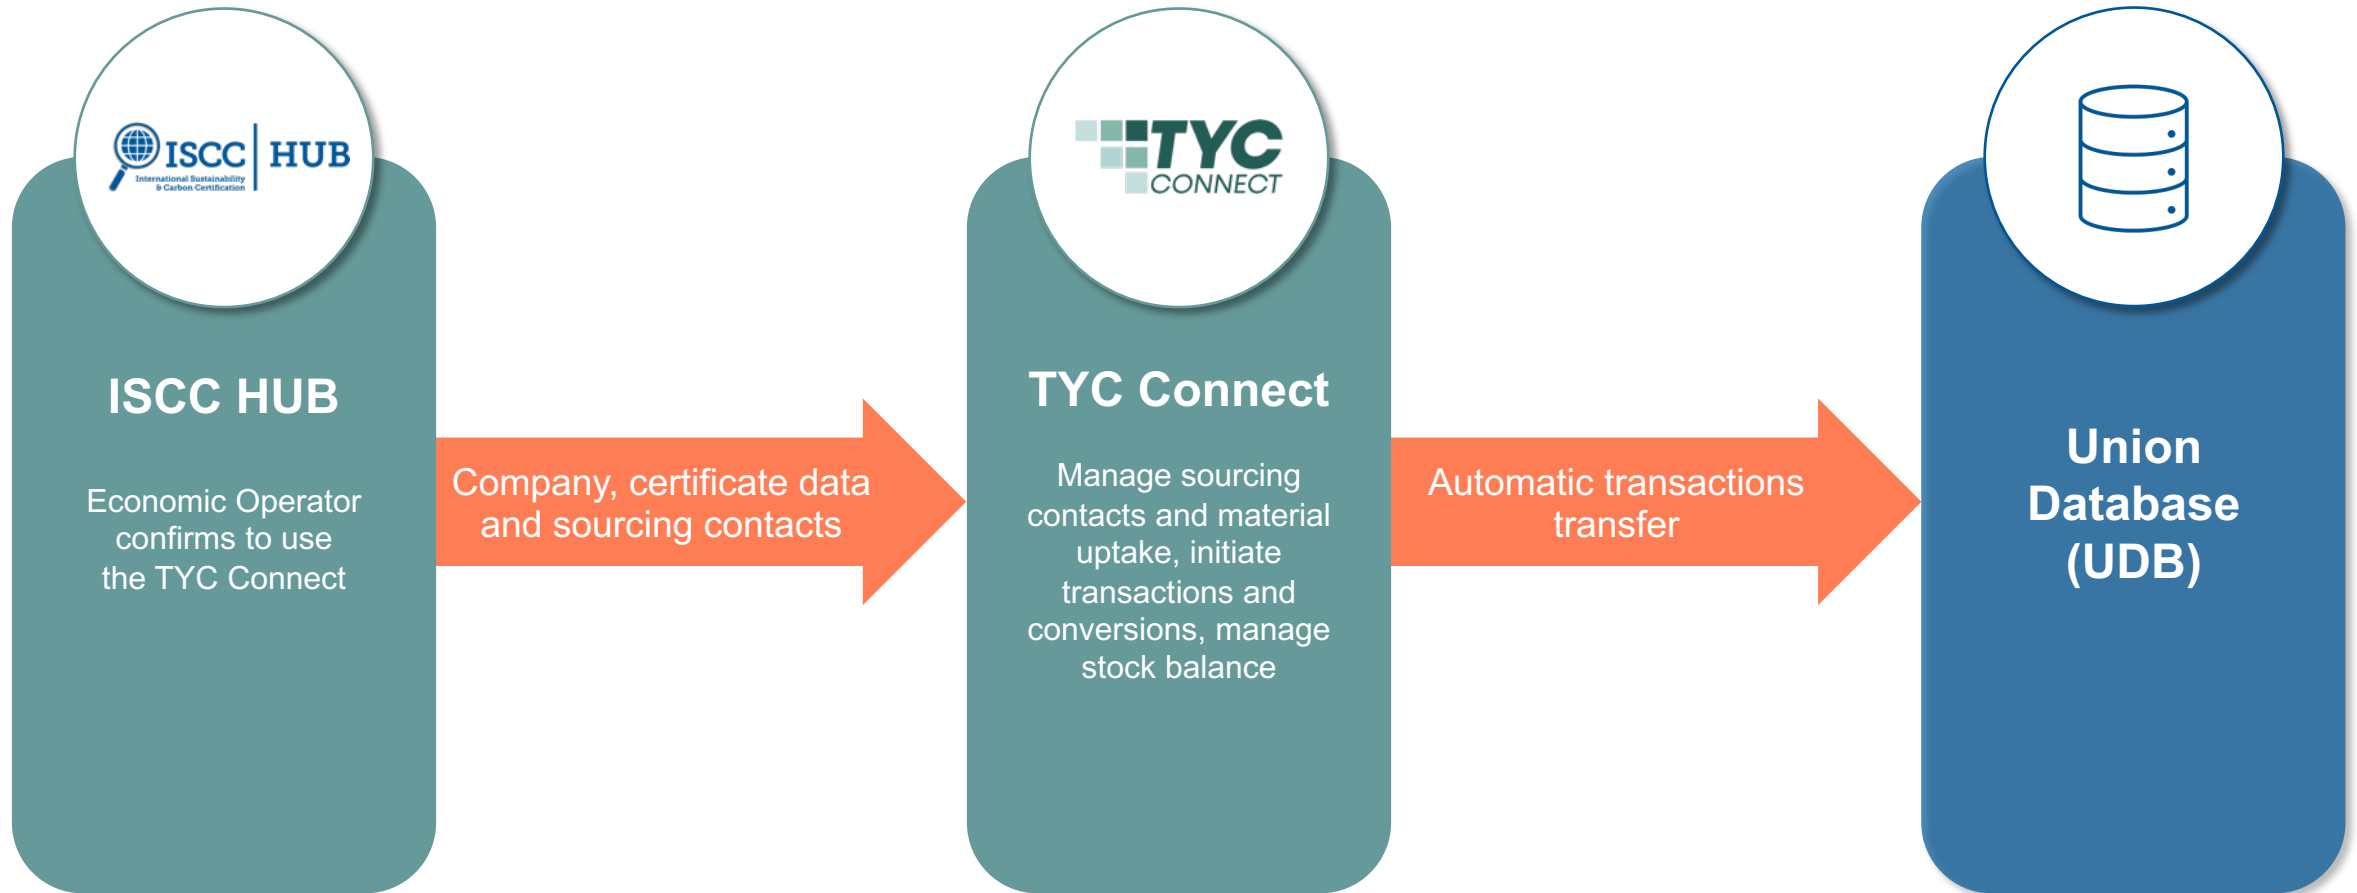 ISCC HUB
International Sustainability
& Carbon Certification
ISCC HUB
Economic Operator
confirms to use
the TYC Connect
Company, certificate data
and sourcing contacts
TYC
CONNECT
TYC Connect
Manage sourcing
contacts and material
uptake, initiate
transactions and
conversions, manage
stock balance
Automatic transactions
transfer
Union
Database
(UDB)